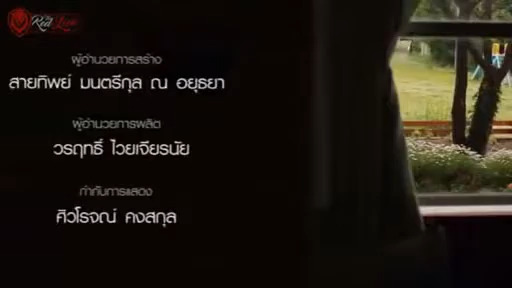 Red Line
ผู้อำนวยการสร้าง
สายทิพย์ มนตรีกุล ณ อยุธยา
ผู้อำนวยการผลิต
วรฤทธิ์ ไวยเจียรนัย
กำกับการแสดง
ศิวโรจณ์ คงสกุล